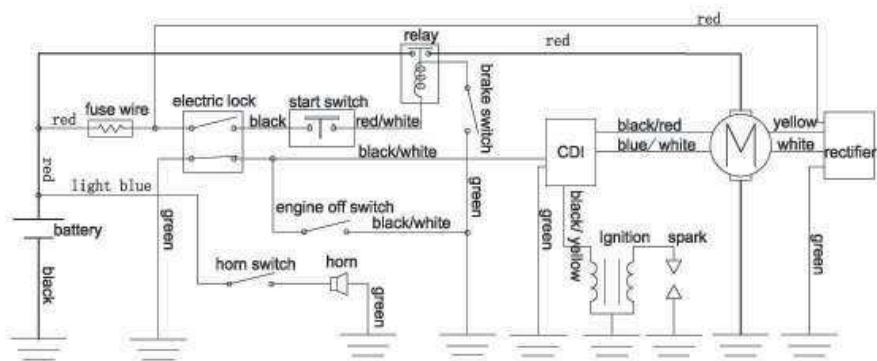 red
relay
red
fuse wire
electric lock
start switch
brake switch
red
black
red/white
black/red
yellow
CDI
M
rectifier
blue/ white
white
black/white
red
light blue
green
engine off switch
black/white
green
green
black/ yellow
Ignition
spark
green
battery
horn switch
horn
black
green